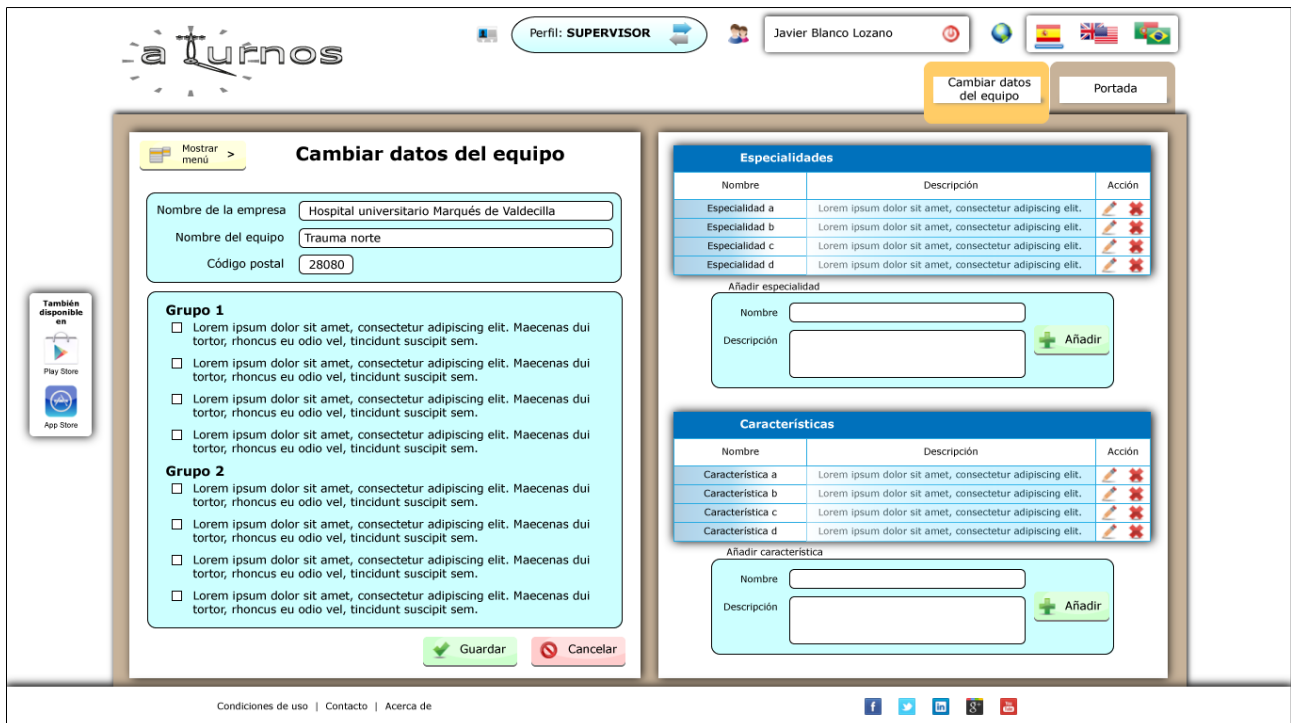 a turnos
Perfil: SUPERVISOR
Javier Blanco Lozano
Cambiar datos
del equipo
Portada
Mostrar
menú >
Cambiar datos del equipo
Nombre de la empresa Hospital universitario Marqués de Valdecilla
Nombre del equipo Trauma norte
Código postal 28080
Grupo 1
Lorem ipsum dolor sit amet, consectetur adipiscing elit. Maecenas dui
tortor, rhoncus eu odio vel, tincidunt suscipit sem.
Lorem ipsum dolor sit amet, consectetur adipiscing elit. Maecenas dui
tortor, rhoncus eu odio vel, tincidunt suscipit sem.
Lorem ipsum dolor sit amet, consectetur adipiscing elit. Maecenas dui
tortor, rhoncus eu odio vel, tincidunt suscipit sem.
Lorem ipsum dolor sit amet, consectetur adipiscing elit. Maecenas dui
tortor, rhoncus eu odio vel, tincidunt suscipit sem.
Grupo 2
Lorem ipsum dolor sit amet, consectetur adipiscing elit. Maecenas dui
tortor, rhoncus eu odio vel, tincidunt suscipit sem.
Lorem ipsum dolor sit amet, consectetur adipiscing elit. Maecenas dui
tortor, rhoncus eu odio vel, tincidunt suscipit sem.
Lorem ipsum dolor sit amet, consectetur adipiscing elit. Maecenas dui
tortor, rhoncus eu odio vel, tincidunt suscipit sem.
Lorem ipsum dolor sit amet, consectetur adipiscing elit. Maecenas dui
tortor, rhoncus eu odio vel, tincidunt suscipit sem.
Guardar
Cancelar
Especialidades
Nombre Descripción Acción
Especialidad a Lorem ipsum dolor sit amet, consectetur adipiscing elit.
Especialidad b Lorem ipsum dolor sit amet, consectetur adipiscing elit.
Especialidad c Lorem ipsum dolor sit amet, consectetur adipiscing elit.
Especialidad d Lorem ipsum dolor sit amet, consectetur adipiscing elit.
Añadir especialidad
Nombre
Descripción
Añadir
Características
Nombre Descripción Acción
Característica a Lorem ipsum dolor sit amet, consectetur adipiscing elit.
Característica b Lorem ipsum dolor sit amet, consectetur adipiscing elit.
Característica c Lorem ipsum dolor sit amet, consectetur adipiscing elit.
Característica d Lorem ipsum dolor sit amet, consectetur adipiscing elit.
Añadir característica
Nombre
Descripción
Añadir
También
disponible
en
Play Store
App Store
Condiciones de uso | Contacto | Acerca de